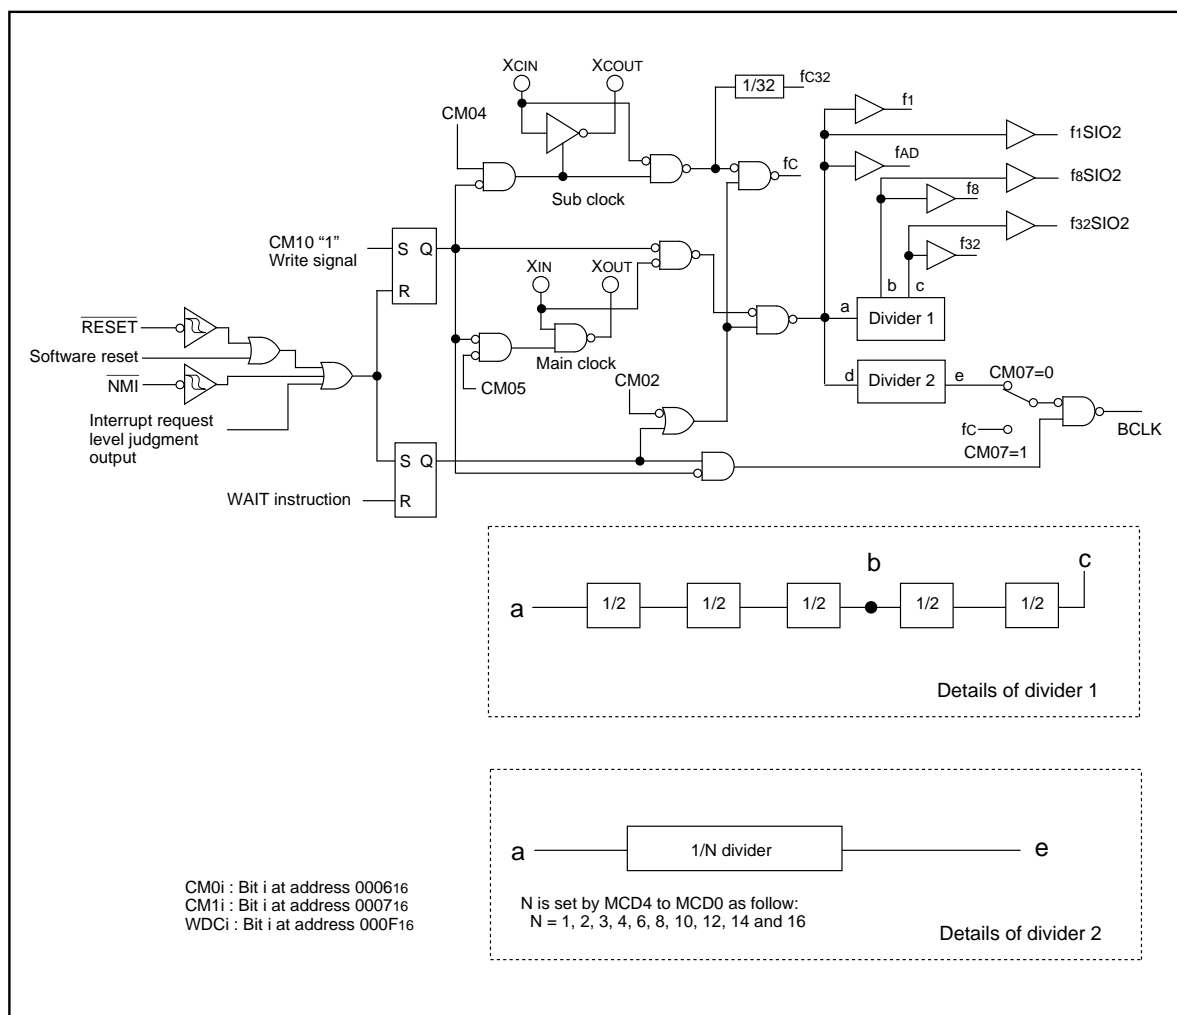 XCIN
XCOUT
1/32
fC32
CM04
f1
f1SIO2
fAD
fC
f8SIO2
Sub clock
f8
f32SIO2
f32
CM10 “1”
Write signal
S Q
R
XIN
XOUT
b c
a
Divider 1
RESET
Software reset
NMI
Main clock
CM05
CM02
d
Divider 2
e
CM07=0
Interrupt request
level judgment
output
fC
CM07=1
BCLK
S Q
R
WAIT instruction
a
1/2
1/2
1/2
b
1/2
1/2
c
Details of divider 1
a
1/N divider
e
N is set by MCD4 to MCD0 as follow:
N = 1, 2, 3, 4, 6, 8, 10, 12, 14 and 16
Details of divider 2
CM0i : Bit i at address 000616
CM1i : Bit i at address 000716
WDCi : Bit i at address 000F16